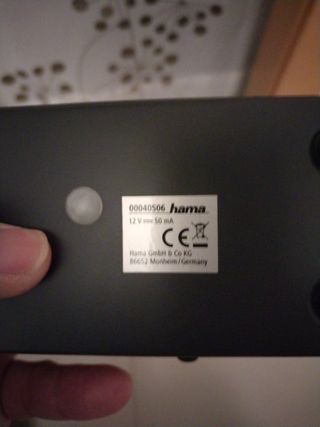 00040506 hama
12 V ⎓ 50 mA
CE
Hama GmbH & Co KG
86652 Monheim/Germany